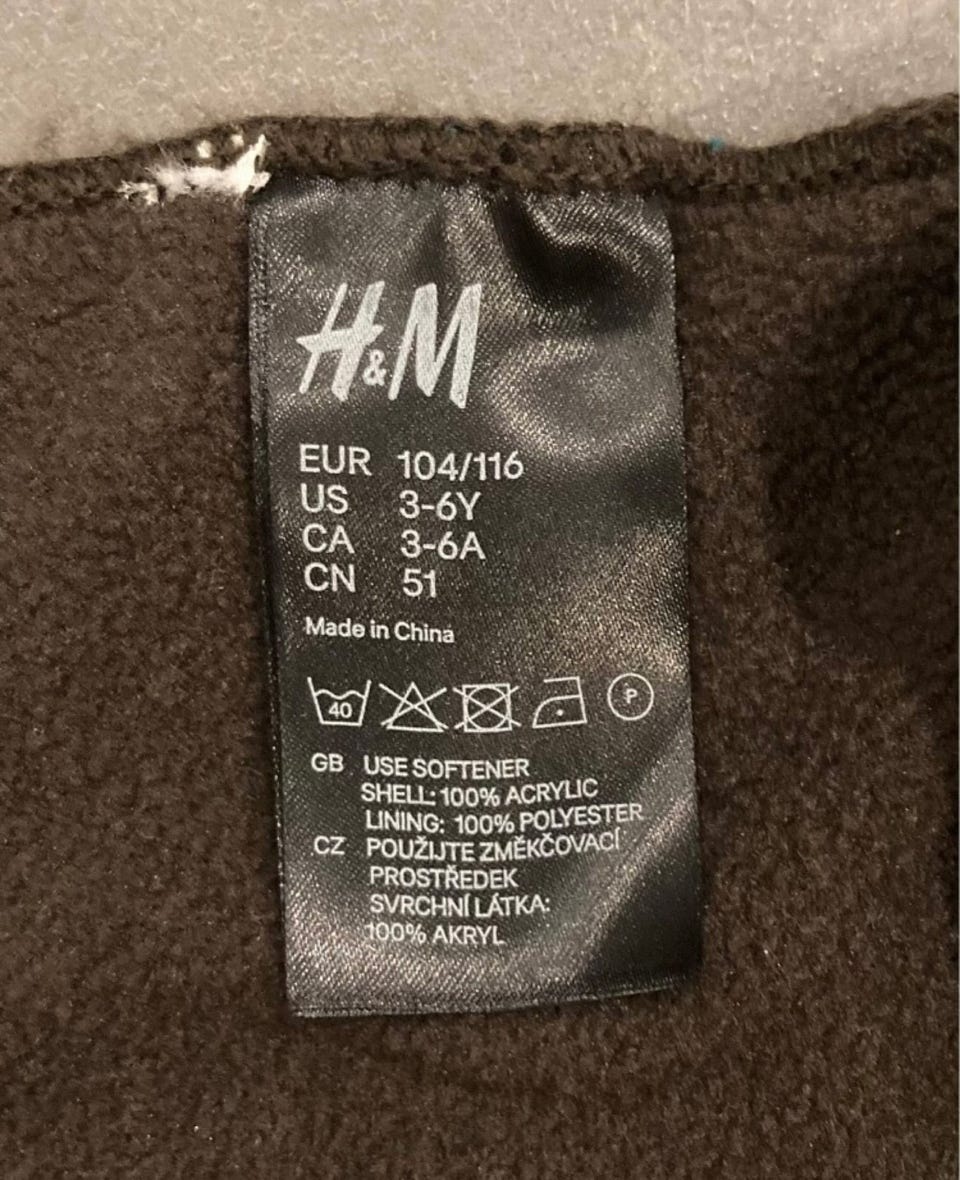 H&M
EUR 104/116
US 3-6Y
CA 3-6A
CN 51
Made in China
40 P
GB USE SOFTENER
SHELL: 100% ACRYLIC
LINING: 100% POLYESTER
CZ POUŽIJTE ZMĚKČOVACÍ
PROSTŘEDEK
SVRCHNÍ LÁTKA:
100% AKRYL